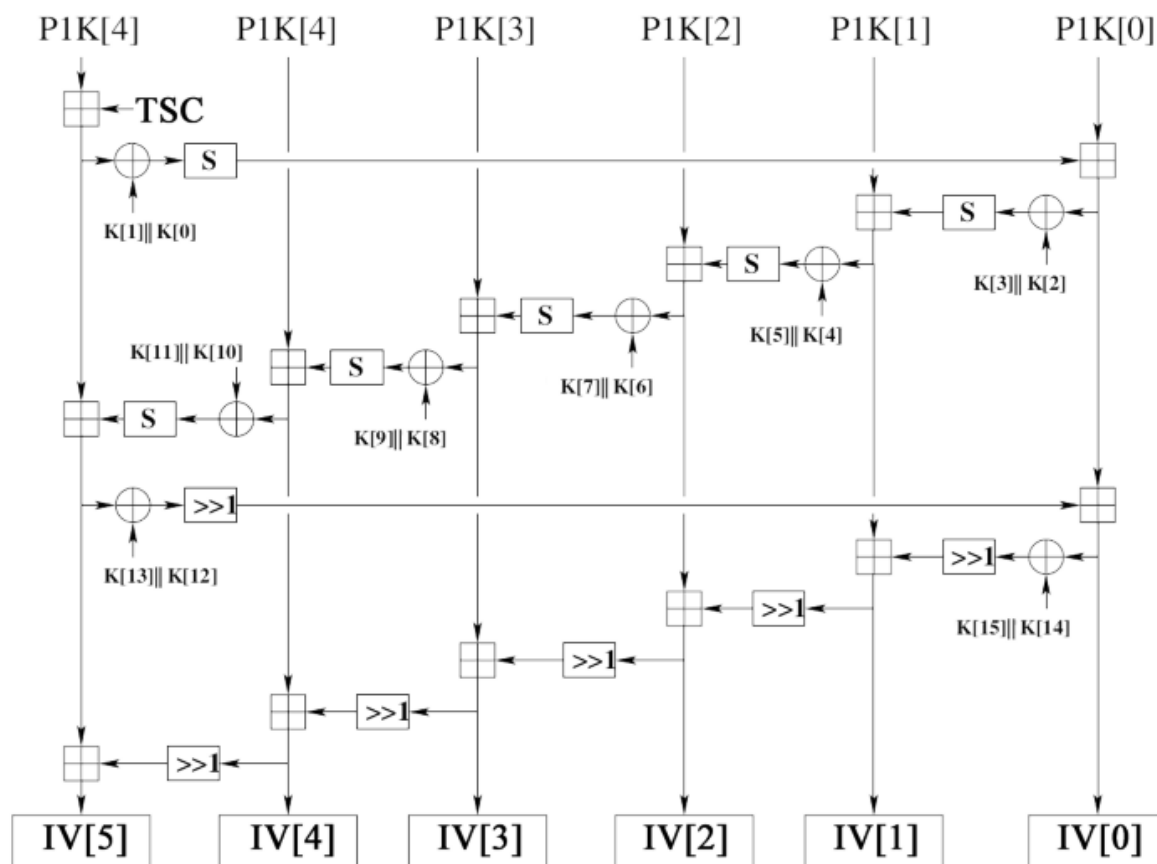 P1K[4] P1K[4] P1K[3] P1K[2] P1K[1] P1K[0]
TSC
S
K[1]|| K[0]
S
K[3]|| K[2]
S
K[5]|| K[4]
S
K[7]|| K[6]
K[11]|| K[10]
S
K[9]|| K[8]
S
>>1
K[13]|| K[12]
>>1
K[15]|| K[14]
>>1
>>1
>>1
>>1
IV[5] IV[4] IV[3] IV[2] IV[1] IV[0]